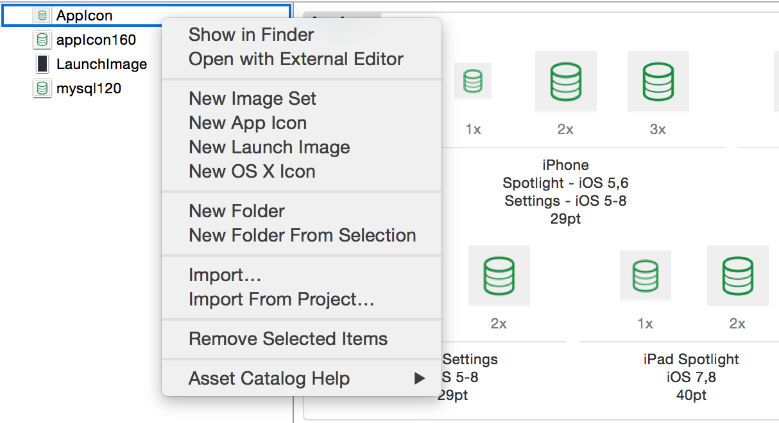 AppIcon
appIcon160
LaunchImage
mysql120
Show in Finder
Open with External Editor
New Image Set
New App Icon
New Launch Image
New OS X Icon
New Folder
New Folder From Selection
Import...
Import From Project...
Remove Selected Items
Asset Catalog Help
1x
2x
3x
iPhone
Spotlight - iOS 5,6
Settings - iOS 5-8
29pt
2x
1x
2x
Settings
S 5-8
29pt
iPad Spotlight
iOS 7,8
40pt